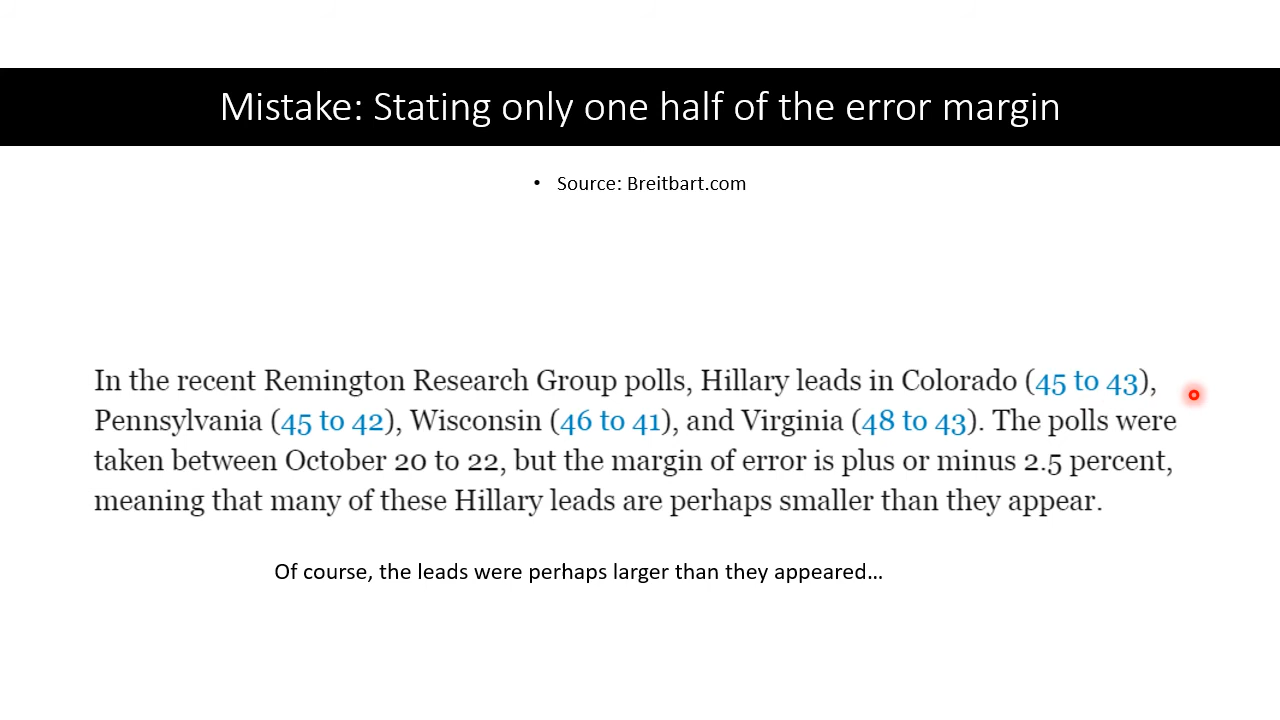 Mistake: Stating only one half of the error margin
• Source: Breitbart.com
In the recent Remington Research Group polls, Hillary leads in Colorado (45 to 43),
Pennsylvania (45 to 42), Wisconsin (46 to 41), and Virginia (48 to 43). The polls were
taken between October 20 to 22, but the margin of error is plus or minus 2.5 percent,
meaning that many of these Hillary leads are perhaps smaller than they appear.
Of course, the leads were perhaps larger than they appeared…